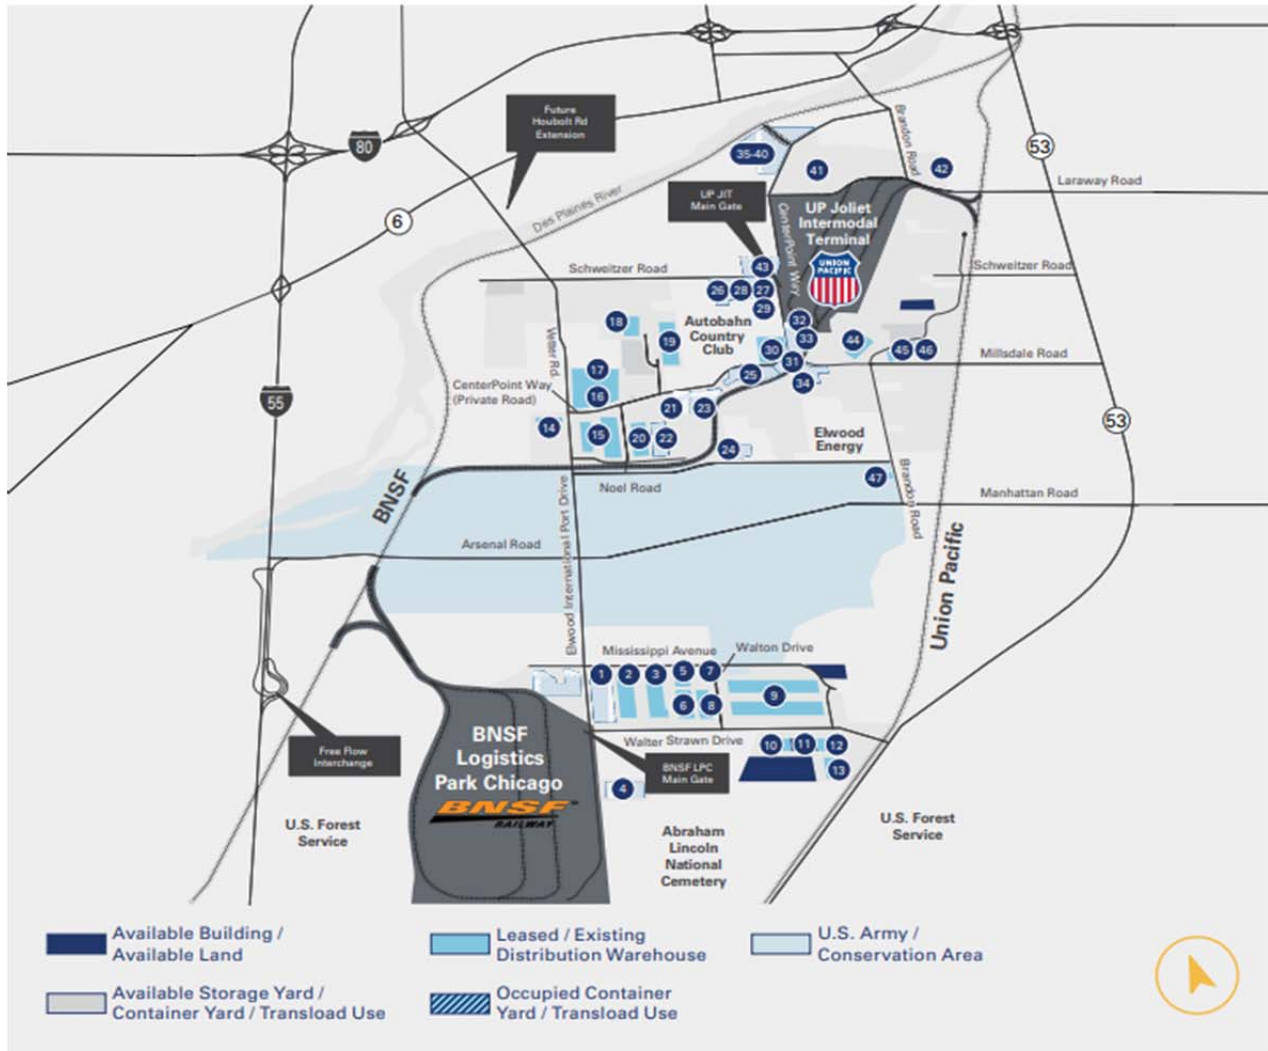 80
6
55
53
53
Future
Houbolt Rd
Extension
Des Plaines River
Brandon Road
Laraway Road
35-40
41
42
UP JIT
Main Gate
CenterPoint Way
UP Joliet
Intermodal
Terminal
UNION
PACIFIC
Schweitzer Road
43
Schweitzer Road
26
28
27
29
18
19
Autobahn
Country
Club
32
33
44
45
46
Vetter Rd.
30
31
Millsdale Road
17
16
25
34
CenterPoint Way
(Private Road)
21
23
14
15
20
22
24
Elwood
Energy
47
BNSF
Noel Road
Brandon Road
Manhattan Road
Elwood International Port Drive
Arsenal Road
Union Pacific
Mississippi Avenue
Walton Drive
1
2
3
5
7
6
8
9
BNSF
Logistics
Park Chicago
BNSF
RAILWAY
Walter Strawn Drive
10
11
12
13
Free Flow
Interchange
BNSF LPC
Main Gate
4
U.S. Forest
Service
Abraham
Lincoln
National
Cemetery
U.S. Forest
Service
Available Building /
Available Land
Leased / Existing
Distribution Warehouse
U.S. Army /
Conservation Area
Available Storage Yard /
Container Yard / Transload Use
Occupied Container
Yard / Transload Use